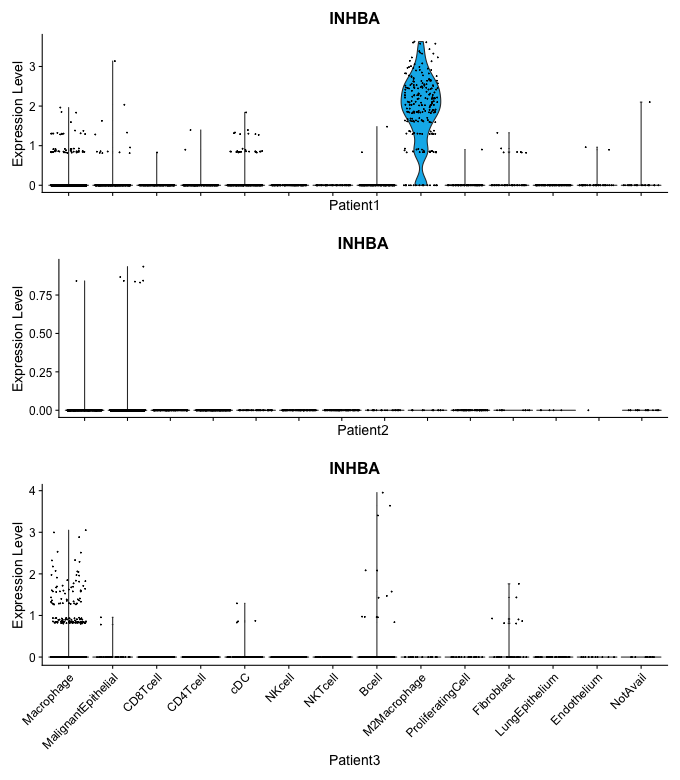 INHBA
Expression Level
3
2
1
0
Patient1
INHBA
Expression Level
0.75
0.50
0.25
0.00
Patient2
INHBA
Expression Level
4
3
2
1
0
Macrophage
MalignantEpithelial
CD8Tcell
CD4Tcell
cDC
NKcell
NKTcell
Bcell
M2Macrophage
ProliferatingCell
Fibroblast
LungEpithelium
Endothelium
NotAvail
Patient3